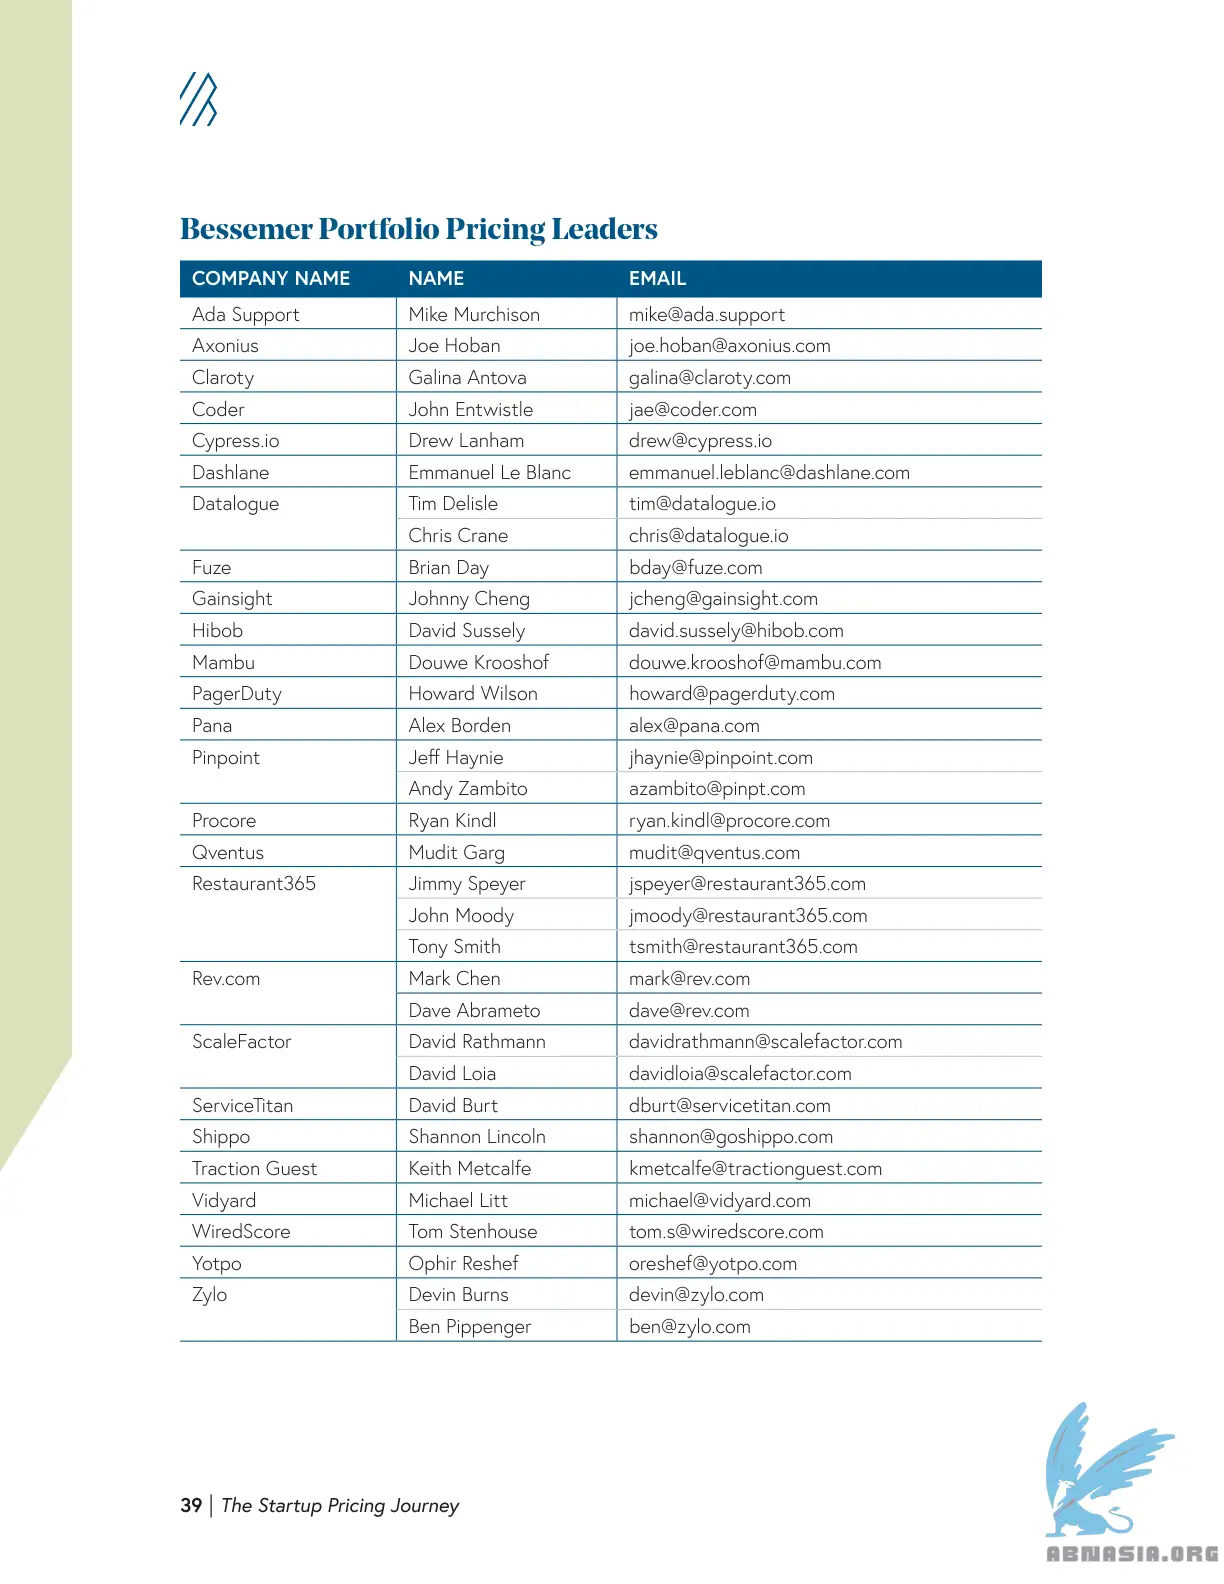 Bessemer Portfolio Pricing Leaders
COMPANY NAME NAME EMAIL
Ada Support Mike Murchison mike@ada.support
Axonius Joe Hoban joe.hoban@axonius.com
Claroty Galina Antova galina@claroty.com
Coder John Entwistle jae@coder.com
Cypress.io Drew Lanham drew@cypress.io
Dashlane Emmanuel Le Blanc emmanuel.leblanc@dashlane.com
Datalogue Tim Delisle tim@datalogue.io
Chris Crane chris@datalogue.io
Fuze Brian Day bday@fuze.com
Gainsight Johnny Cheng jcheng@gainsight.com
Hibob David Sussely david.sussely@hibob.com
Mambu Douwe Krooshof douwe.krooshof@mambu.com
PagerDuty Howard Wilson howard@pagerduty.com
Pana Alex Borden alex@pana.com
Pinpoint Jeff Haynie jhaynie@pinpoint.com
Andy Zambito azambito@pinpt.com
Procore Ryan Kindl ryan.kindl@procore.com
Qventus Mudit Garg mudit@qventus.com
Restaurant365 Jimmy Speyer jspeyer@restaurant365.com
John Moody jmoody@restaurant365.com
Tony Smith tsmith@restaurant365.com
Rev.com Mark Chen mark@rev.com
Dave Abrameto dave@rev.com
ScaleFactor David Rathmann davidrathmann@scalefactor.com
David Loia davidloia@scalefactor.com
ServiceTitan David Burt dburt@servicetitan.com
Shippo Shannon Lincoln shannon@goshippo.com
Traction Guest Keith Metcalfe kmetcalfe@tractionguest.com
Vidyard Michael Litt michael@vidyard.com
WiredScore Tom Stenhouse tom.s@wiredscore.com
Yotpo Ophir Reshef oreshef@yotpo.com
Zylo Devin Burns devin@zylo.com
Ben Pippenger ben@zylo.com
39 | The Startup Pricing Journey
ABNASIA.ORG